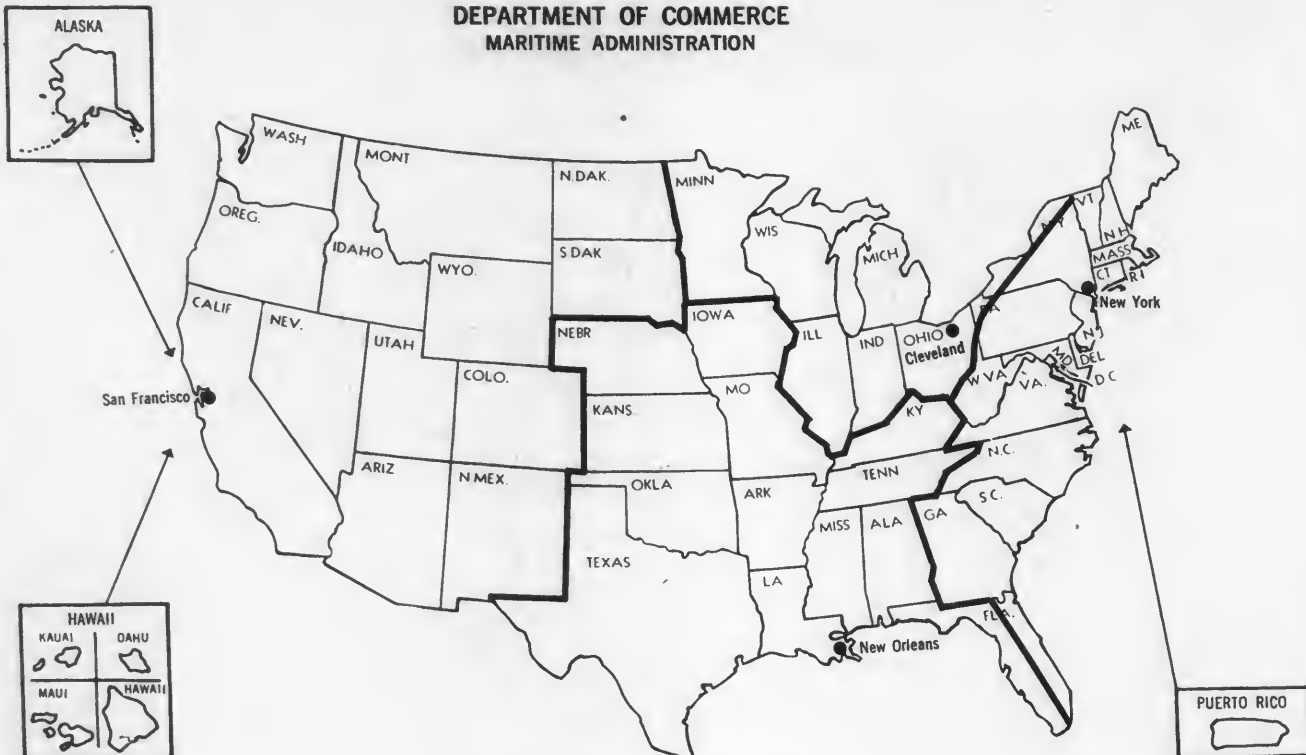 DEPARTMENT OF COMMERCE
MARITIME ADMINISTRATION
ALASKA
WASH
MONT
N.DAK.
MINN
ME
OREG.
IDAHO
WYO.
S DAK
WIS
MICH
N Y
VT
N H
MASS
CT
R I
New York
CALIF
NEV.
UTAH
COLO.
NEBR
IOWA
ILL
IND
OHIO
Cleveland
PA
N J
MD
DEL
D C
W VA
VA.
San Francisco
KANS.
MO
KY
ARIZ
N MEX.
OKLA
ARK
TENN
N.C.
S C.
TEXAS
LA
MISS
ALA
GA
FLA.
New Orleans
HAWAII
KAUAI
OAHU
MAUI
HAWAII
PUERTO RICO